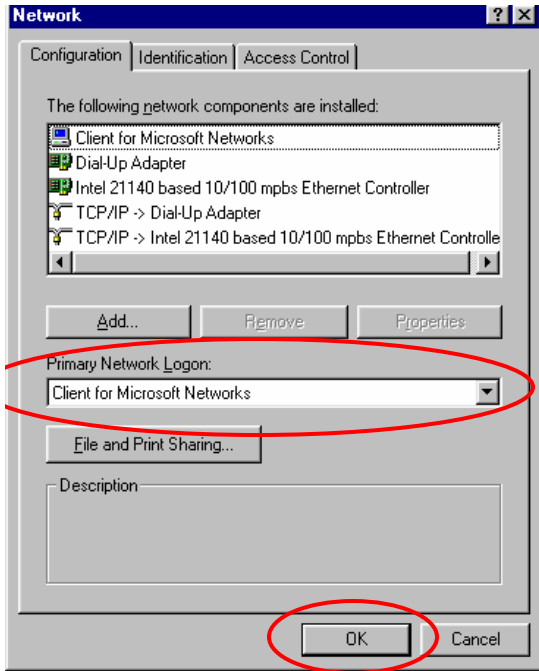 Network
Configuration Identification Access Control
The following network components are installed:
Client for Microsoft Networks
Dial-Up Adapter
Intel 21140 based 10/100 mpbs Ethernet Controller
TCP/IP -> Dial-Up Adapter
TCP/IP -> Intel 21140 based 10/100 mpbs Ethernet Controlle
Add... Remove Properties
Primary Network Logon:
Client for Microsoft Networks
File and Print Sharing...
Description
OK Cancel